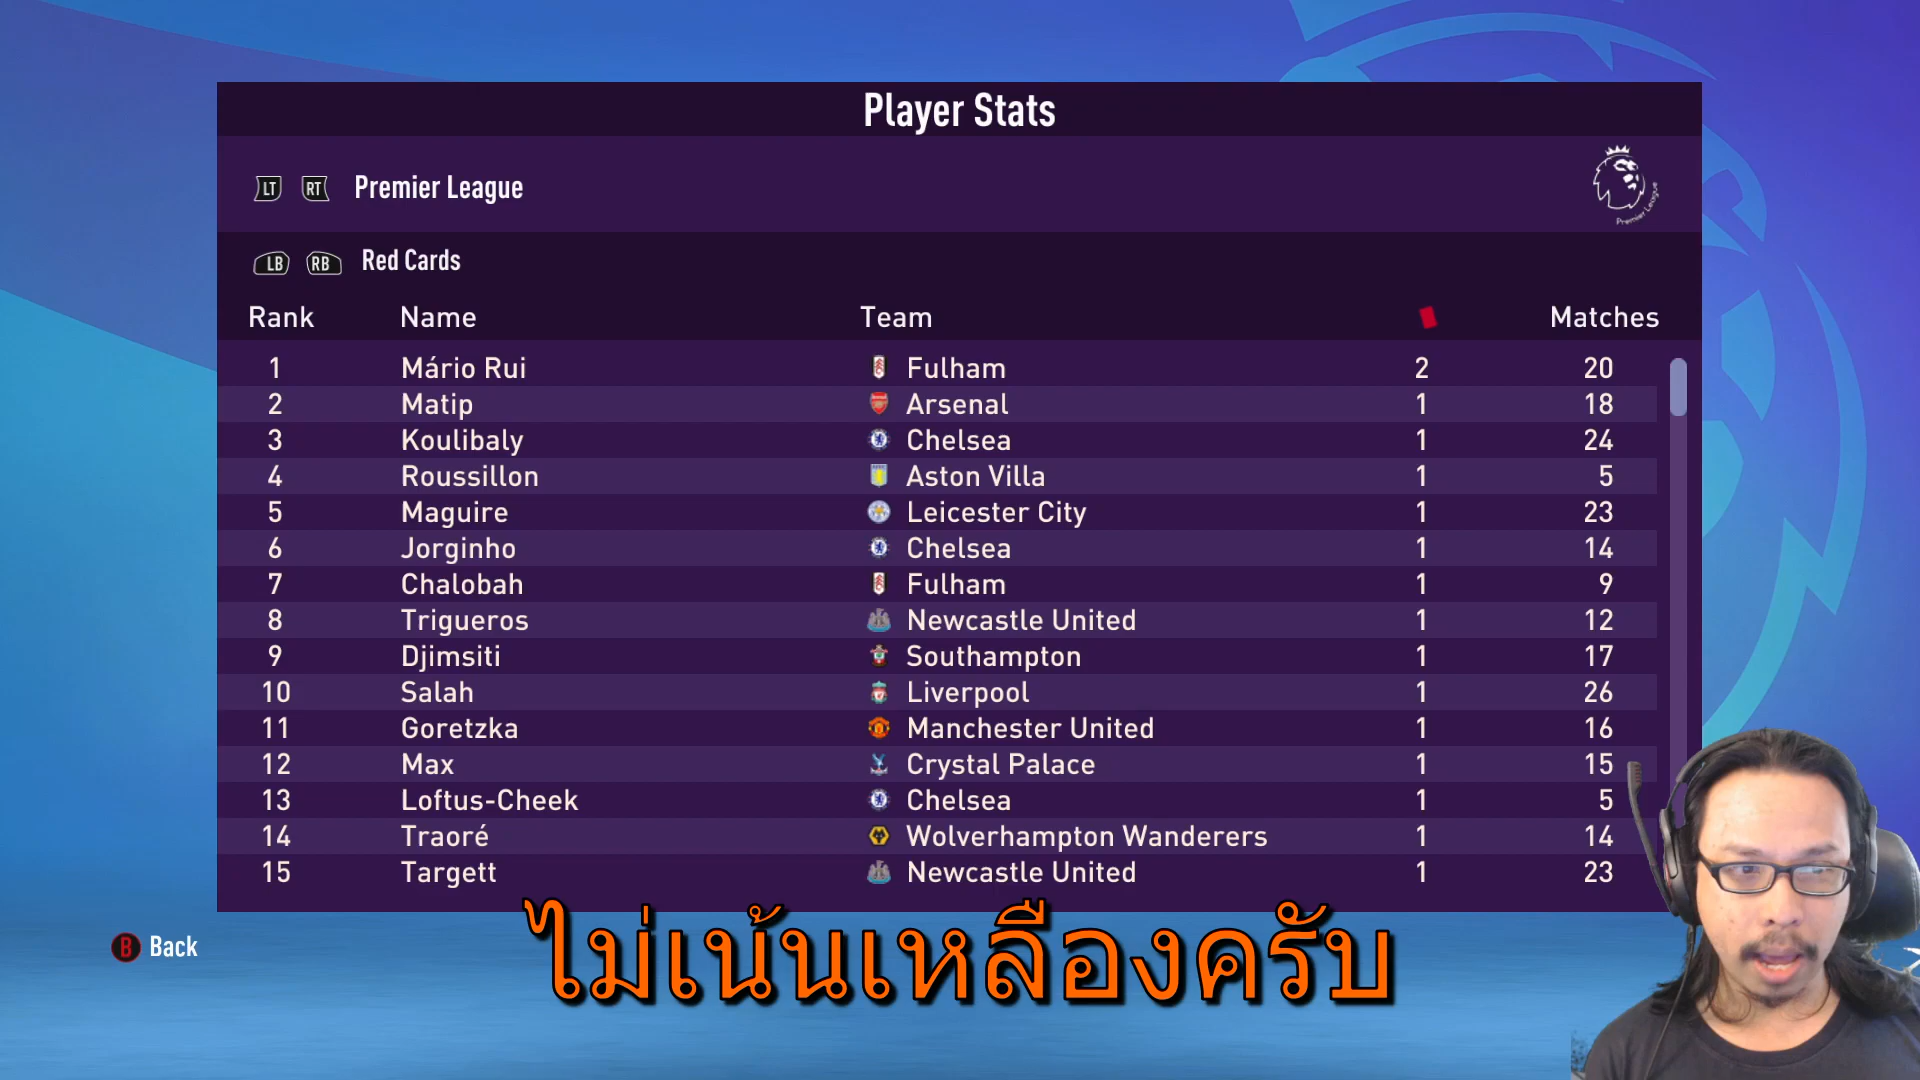 Player Stats
LT RT Premier League
Premier League
LB RB Red Cards
Rank Name Team Matches
1 Mário Rui Fulham 2 20
2 Matip Arsenal 1 18
3 Koulibaly Chelsea 1 24
4 Roussillon Aston Villa 1 5
5 Maguire Leicester City 1 23
6 Jorginho Chelsea 1 14
7 Chalobah Fulham 1 9
8 Trigueros Newcastle United 1 12
9 Djimsiti Southampton 1 17
10 Salah Liverpool 1 26
11 Goretzka Manchester United 1 16
12 Max Crystal Palace 1 15
13 Loftus-Cheek Chelsea 1 5
14 Traoré Wolverhampton Wanderers 1 14
15 Targett Newcastle United 1 23
B Back
ไม่เน้นเหลืองครับ